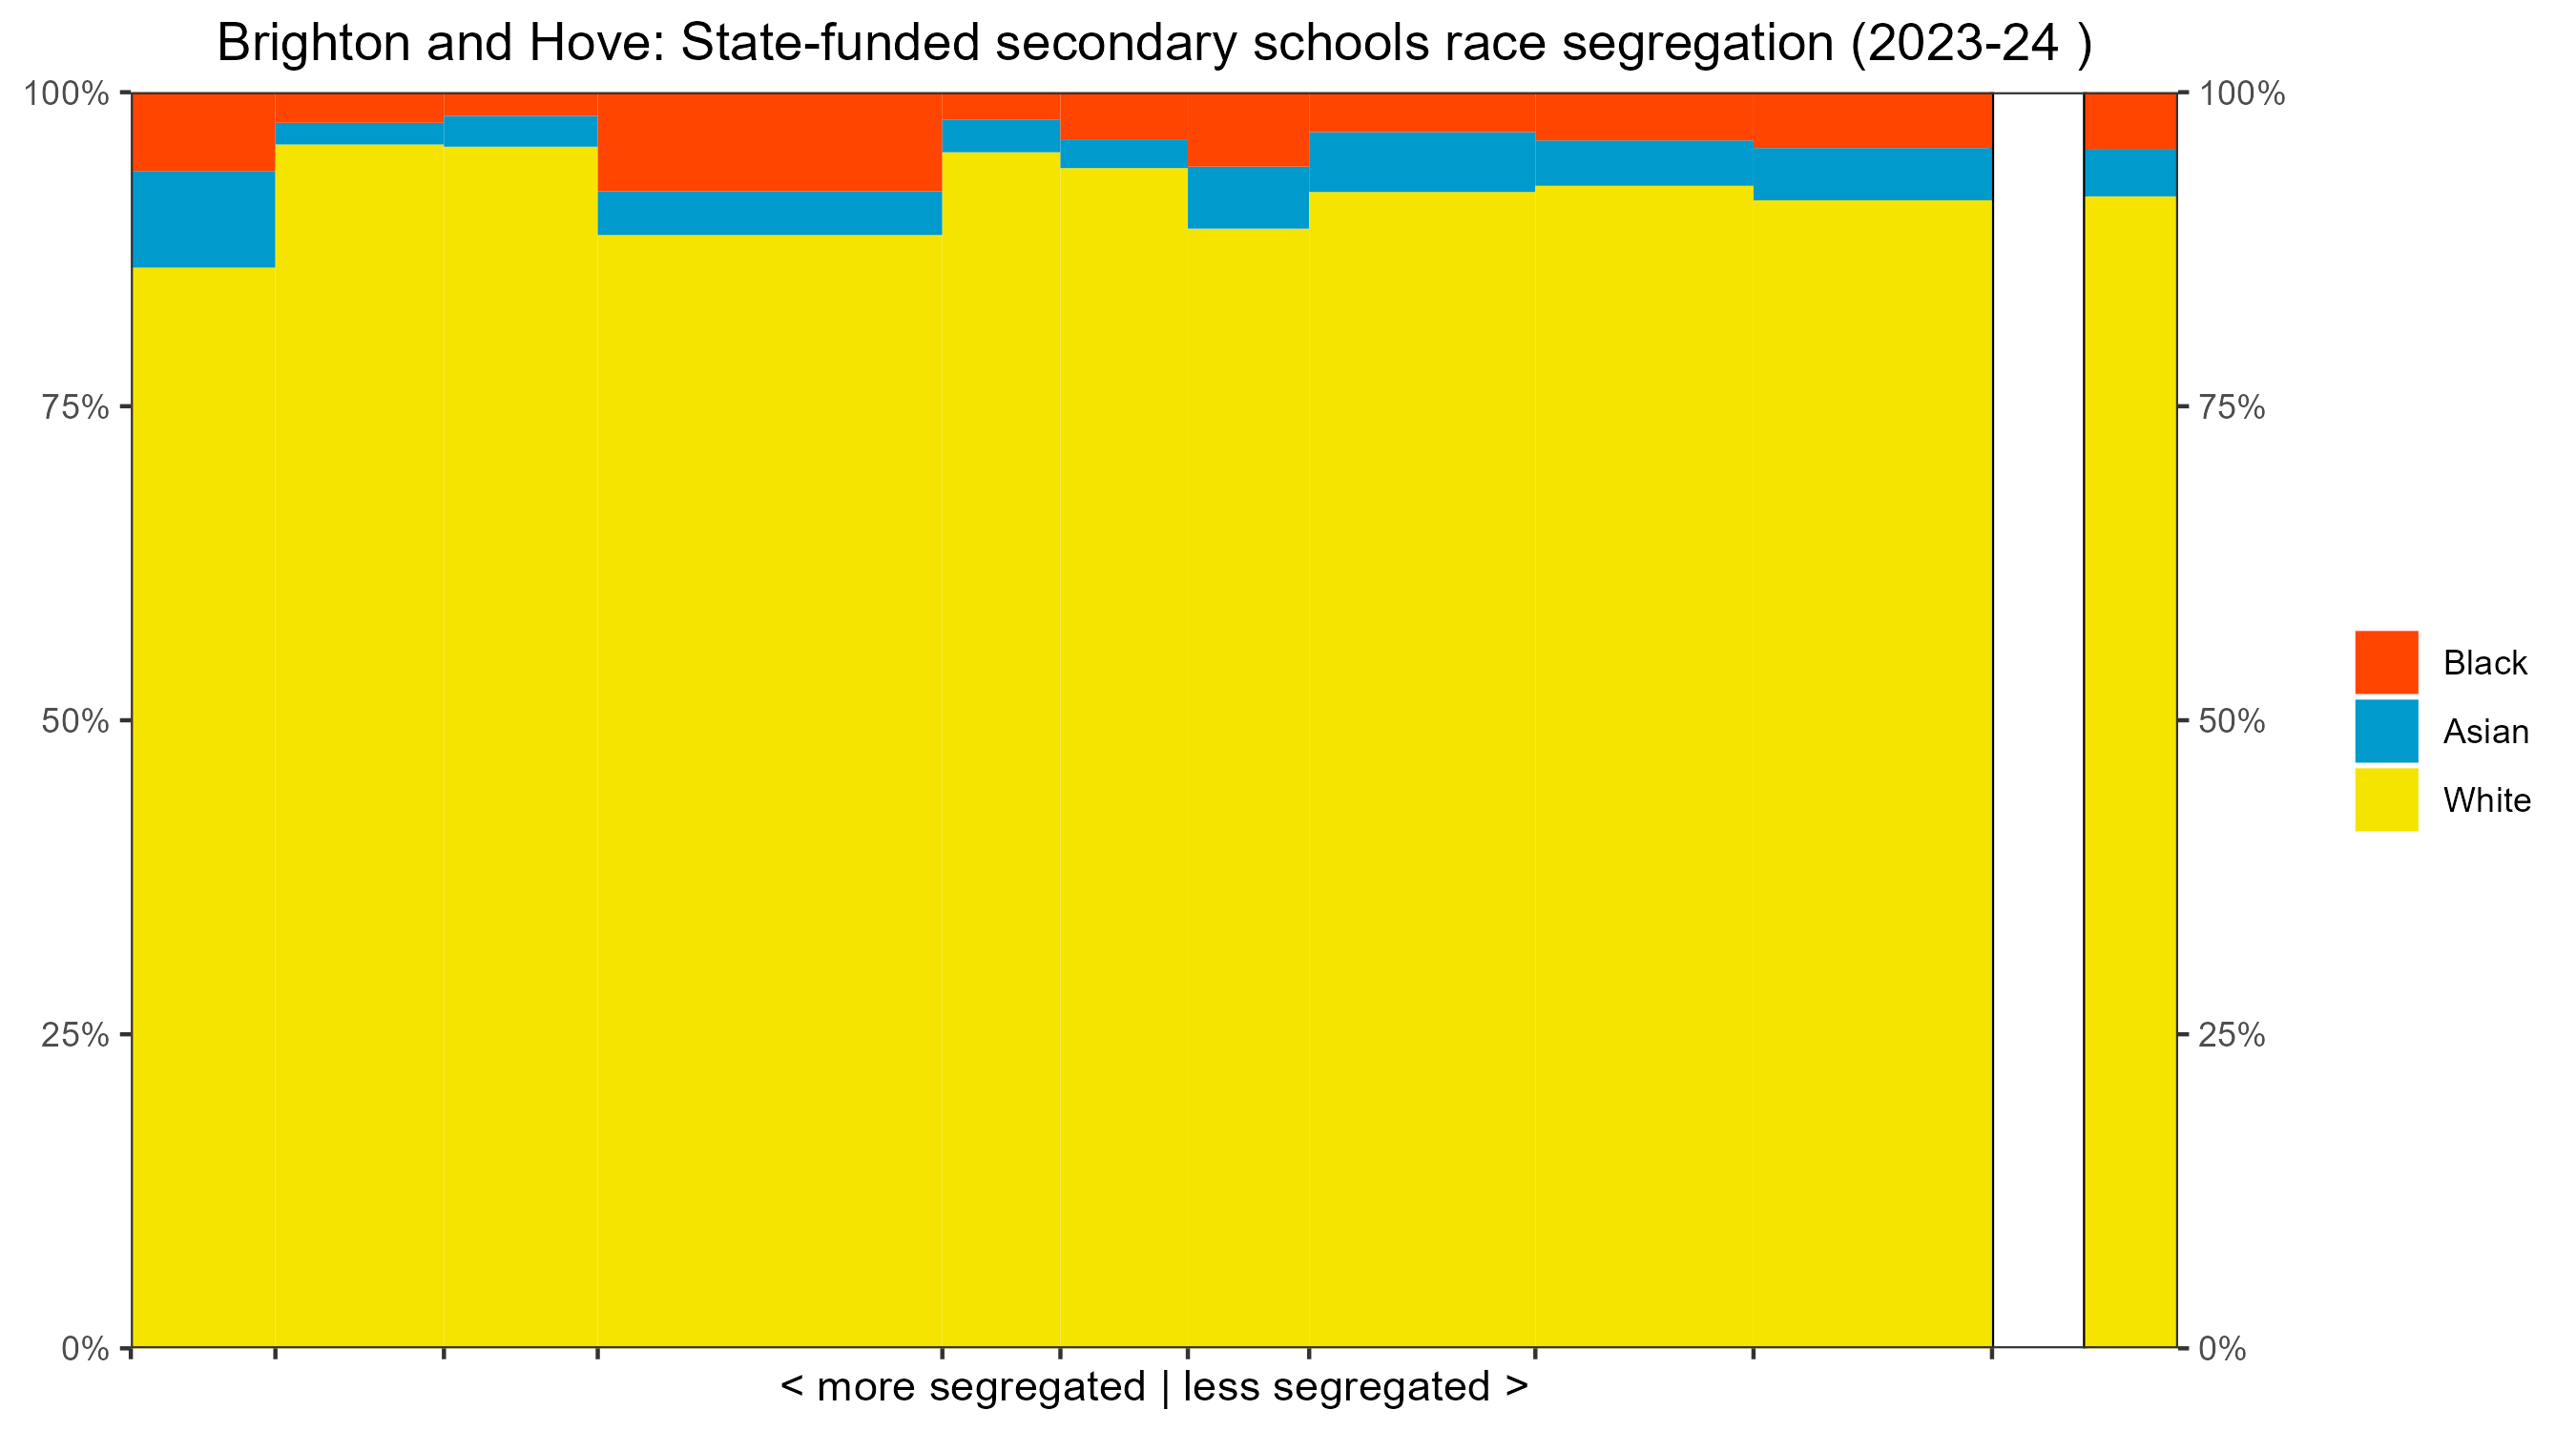 Brighton and Hove: State-funded secondary schools race segregation (2023-24 )
100%
75%
50%
25%
0%
100%
75%
50%
25%
0%
Black
Asian
White
< more segregated | less segregated >